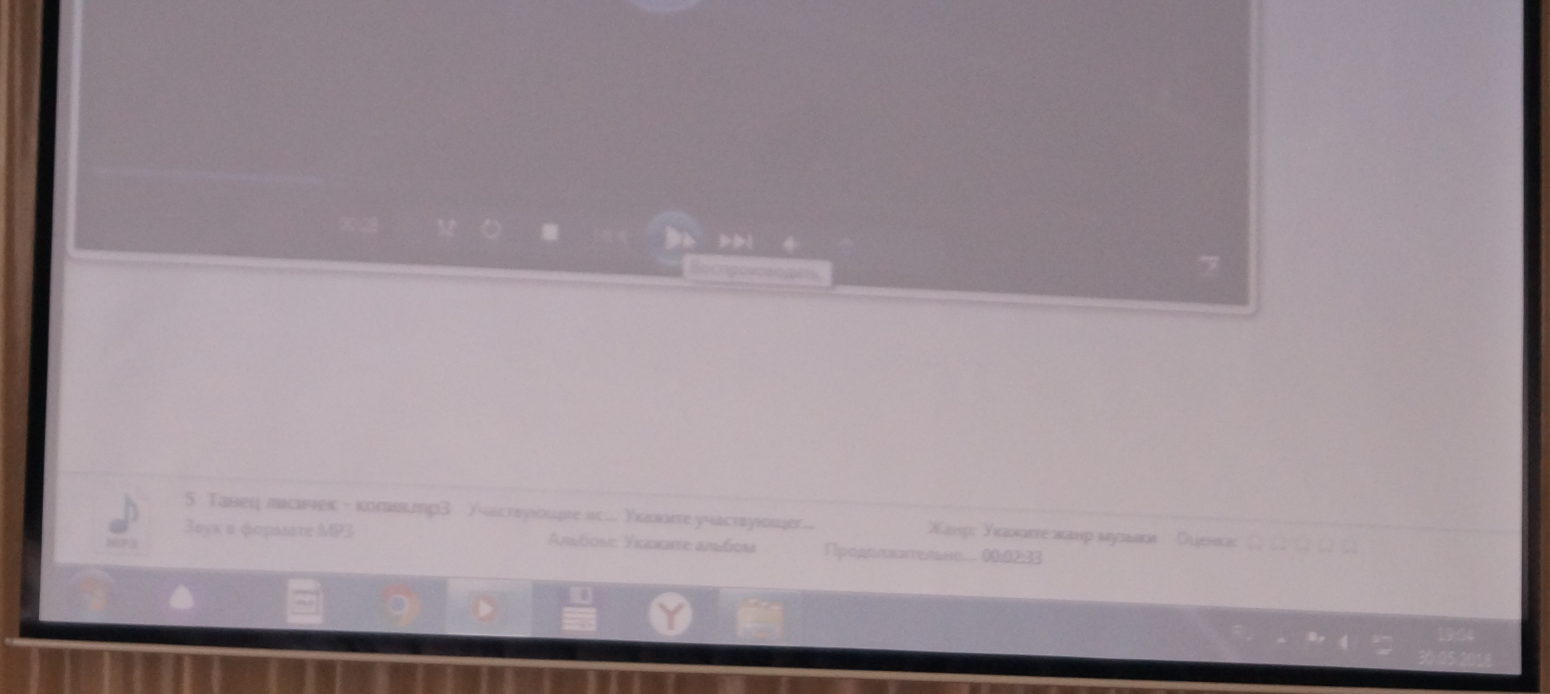 00:28
Воспроизводить
5 Танец лисичек - копия.mp3 Участвующие ис... Укажите участвующег... Жанр: Укажите жанр музыки Оценка:
Звук в формате MP3 Альбом: Укажите альбом Продолжительно... 00:02:33
MP3
Y
RU 19:04
30.05.2018